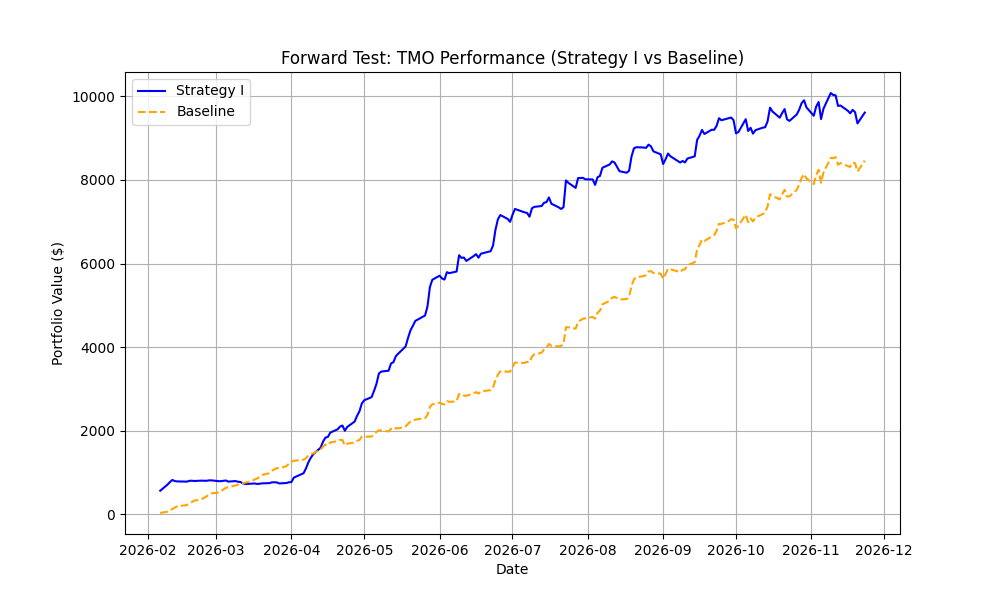 Forward Test: TMO Performance (Strategy I vs Baseline)
Strategy I
Baseline
Portfolio Value ($)
10000
8000
6000
4000
2000
0
2026-02 2026-03 2026-04 2026-05 2026-06 2026-07 2026-08 2026-09 2026-10 2026-11 2026-12
Date